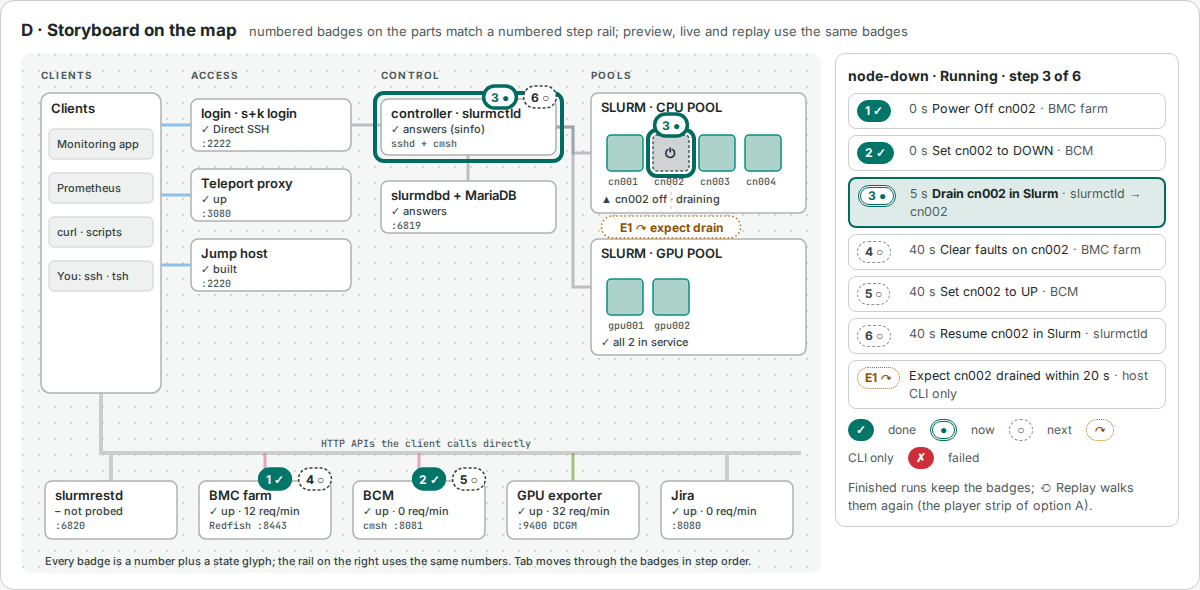 D · Storyboard on the map numbered badges on the parts match a numbered step rail; preview, live and replay use the same badges
CLIENTS
Clients
Monitoring app
Prometheus
curl · scripts
You: ssh · tsh
ACCESS
login · s+k login
✓ Direct SSH
:2222
Teleport proxy
✓ up
:3080
Jump host
✓ built
:2220
CONTROL
3 ● 6 ○
controller · slurmctld
✓ answers (sinfo)
sshd + cmsh
slurmdbd + MariaDB
✓ answers
:6819
POOLS
SLURM · CPU POOL
3 ●
cn001 cn002 cn003 cn004
▲ cn002 off · draining
E1 ↷ expect drain
SLURM · GPU POOL
gpu001 gpu002
✓ all 2 in service
HTTP APIs the client calls directly
slurmrestd
– not probed
:6820
1 ✓ 4 ○
BMC farm
✓ up · 12 req/min
Redfish :8443
2 ✓ 5 ○
BCM
✓ up · 0 req/min
cmsh :8081
GPU exporter
✓ up · 32 req/min
:9400 DCGM
Jira
✓ up · 0 req/min
:8080
Every badge is a number plus a state glyph; the rail on the right uses the same numbers. Tab moves through the badges in step order.
node-down · Running · step 3 of 6
1 ✓ 0 s Power Off cn002 · BMC farm
2 ✓ 0 s Set cn002 to DOWN · BCM
3 ● 5 s Drain cn002 in Slurm · slurmctld →
cn002
4 ○ 40 s Clear faults on cn002 · BMC farm
5 ○ 40 s Set cn002 to UP · BCM
6 ○ 40 s Resume cn002 in Slurm · slurmctld
E1 ↷ Expect cn002 drained within 20 s · host
CLI only
✓ done ● now ○ next ↷
CLI only ✗ failed
Finished runs keep the badges; ⟲ Replay walks
them again (the player strip of option A).